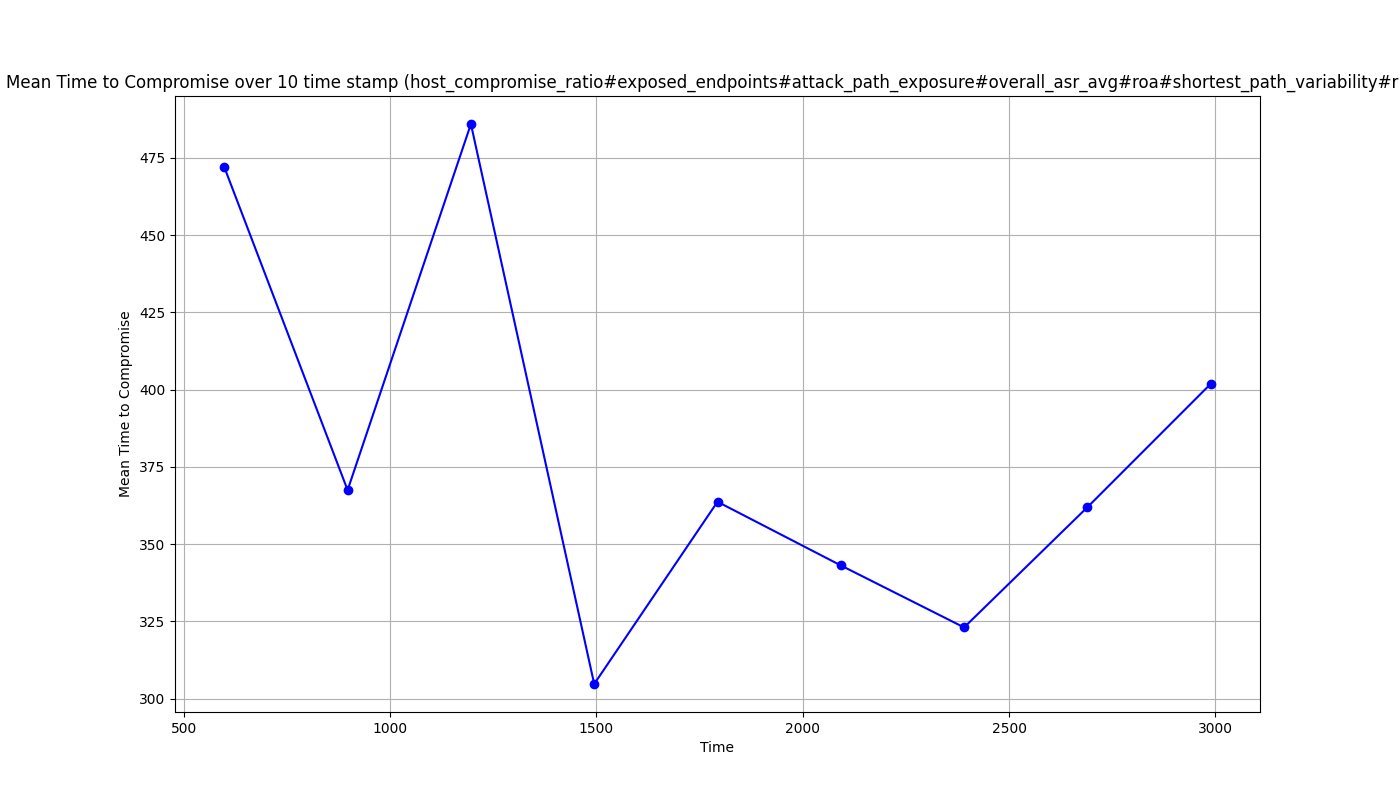 Mean Time to Compromise over 10 time stamp (host_compromise_ratio#exposed_endpoints#attack_path_exposure#overall_asr_avg#roa#shortest_path_variability#r
475
450
425
400
375
350
325
300
Mean Time to Compromise
500 1000 1500 2000 2500 3000
Time